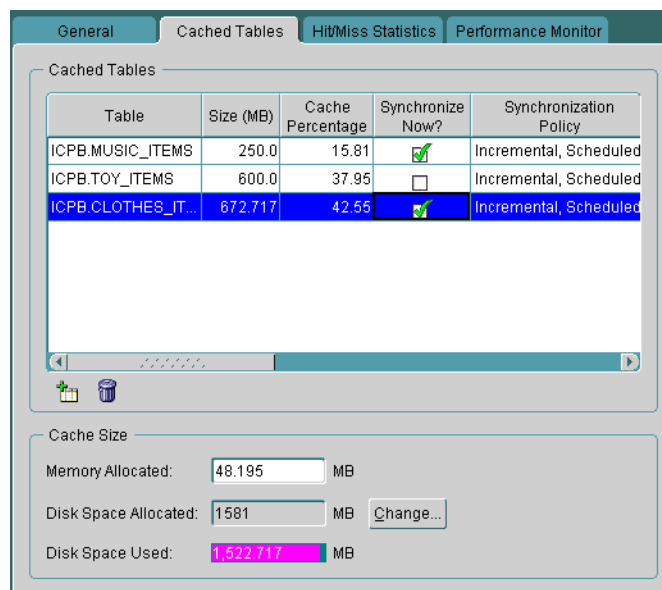 General Cached Tables Hit/Miss Statistics Performance Monitor
Cached Tables
Table Size (MB) Cache Percentage Synchronize Now? Synchronization Policy
ICPB.MUSIC_ITEMS 250.0 15.81 Incremental, Scheduled
ICPB.TOY_ITEMS 600.0 37.95 Incremental, Scheduled
ICPB.CLOTHES_IT... 672.717 42.55 Incremental, Scheduled
Cache Size
Memory Allocated: 48.195 MB
Disk Space Allocated: 1581 MB Change...
Disk Space Used: 1,522.717 MB